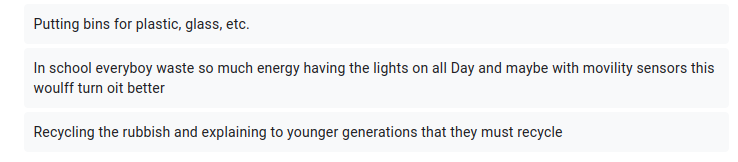 Putting bins for plastic, glass, etc.
In school everyboy waste so much energy having the lights on all Day and maybe with movility sensors this
woulff turn oit better
Recycling the rubbish and explaining to younger generations that they must recycle